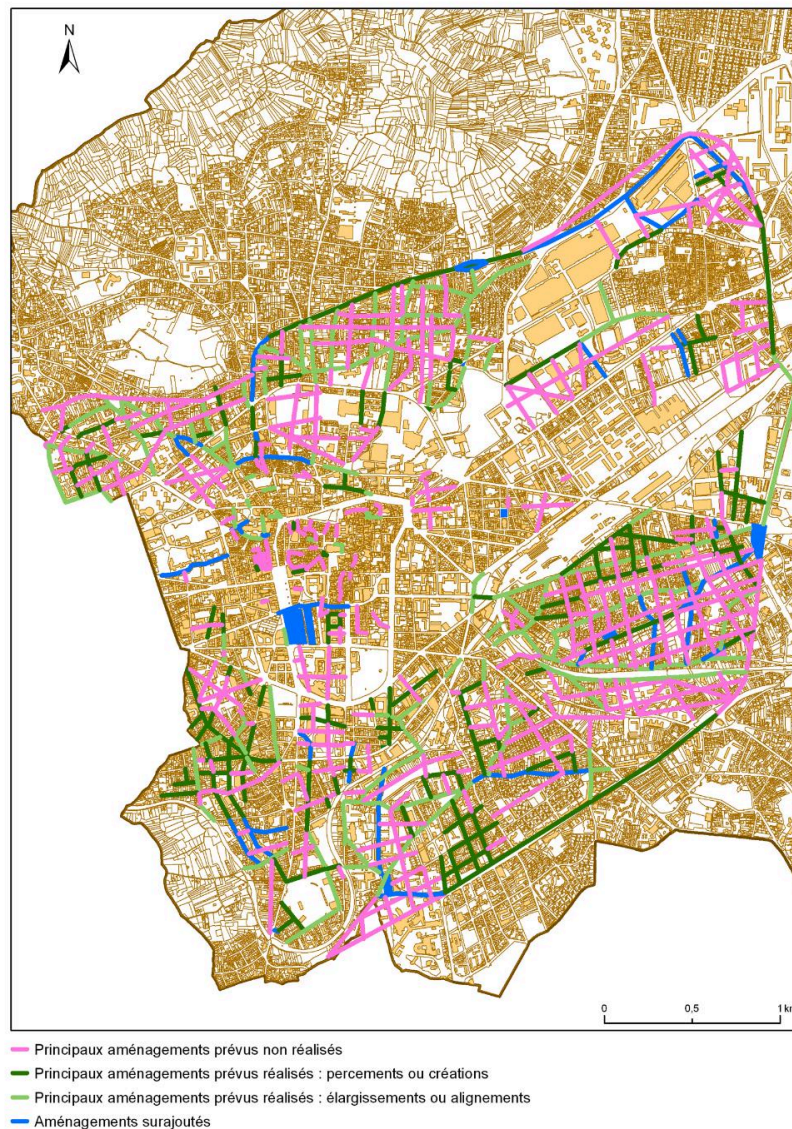 N
0 0,5 1 km
Principaux aménagements prévus non réalisés
Principaux aménagements prévus réalisés : percements ou créations
Principaux aménagements prévus réalisés : élargissements ou alignements
Aménagements surajoutés